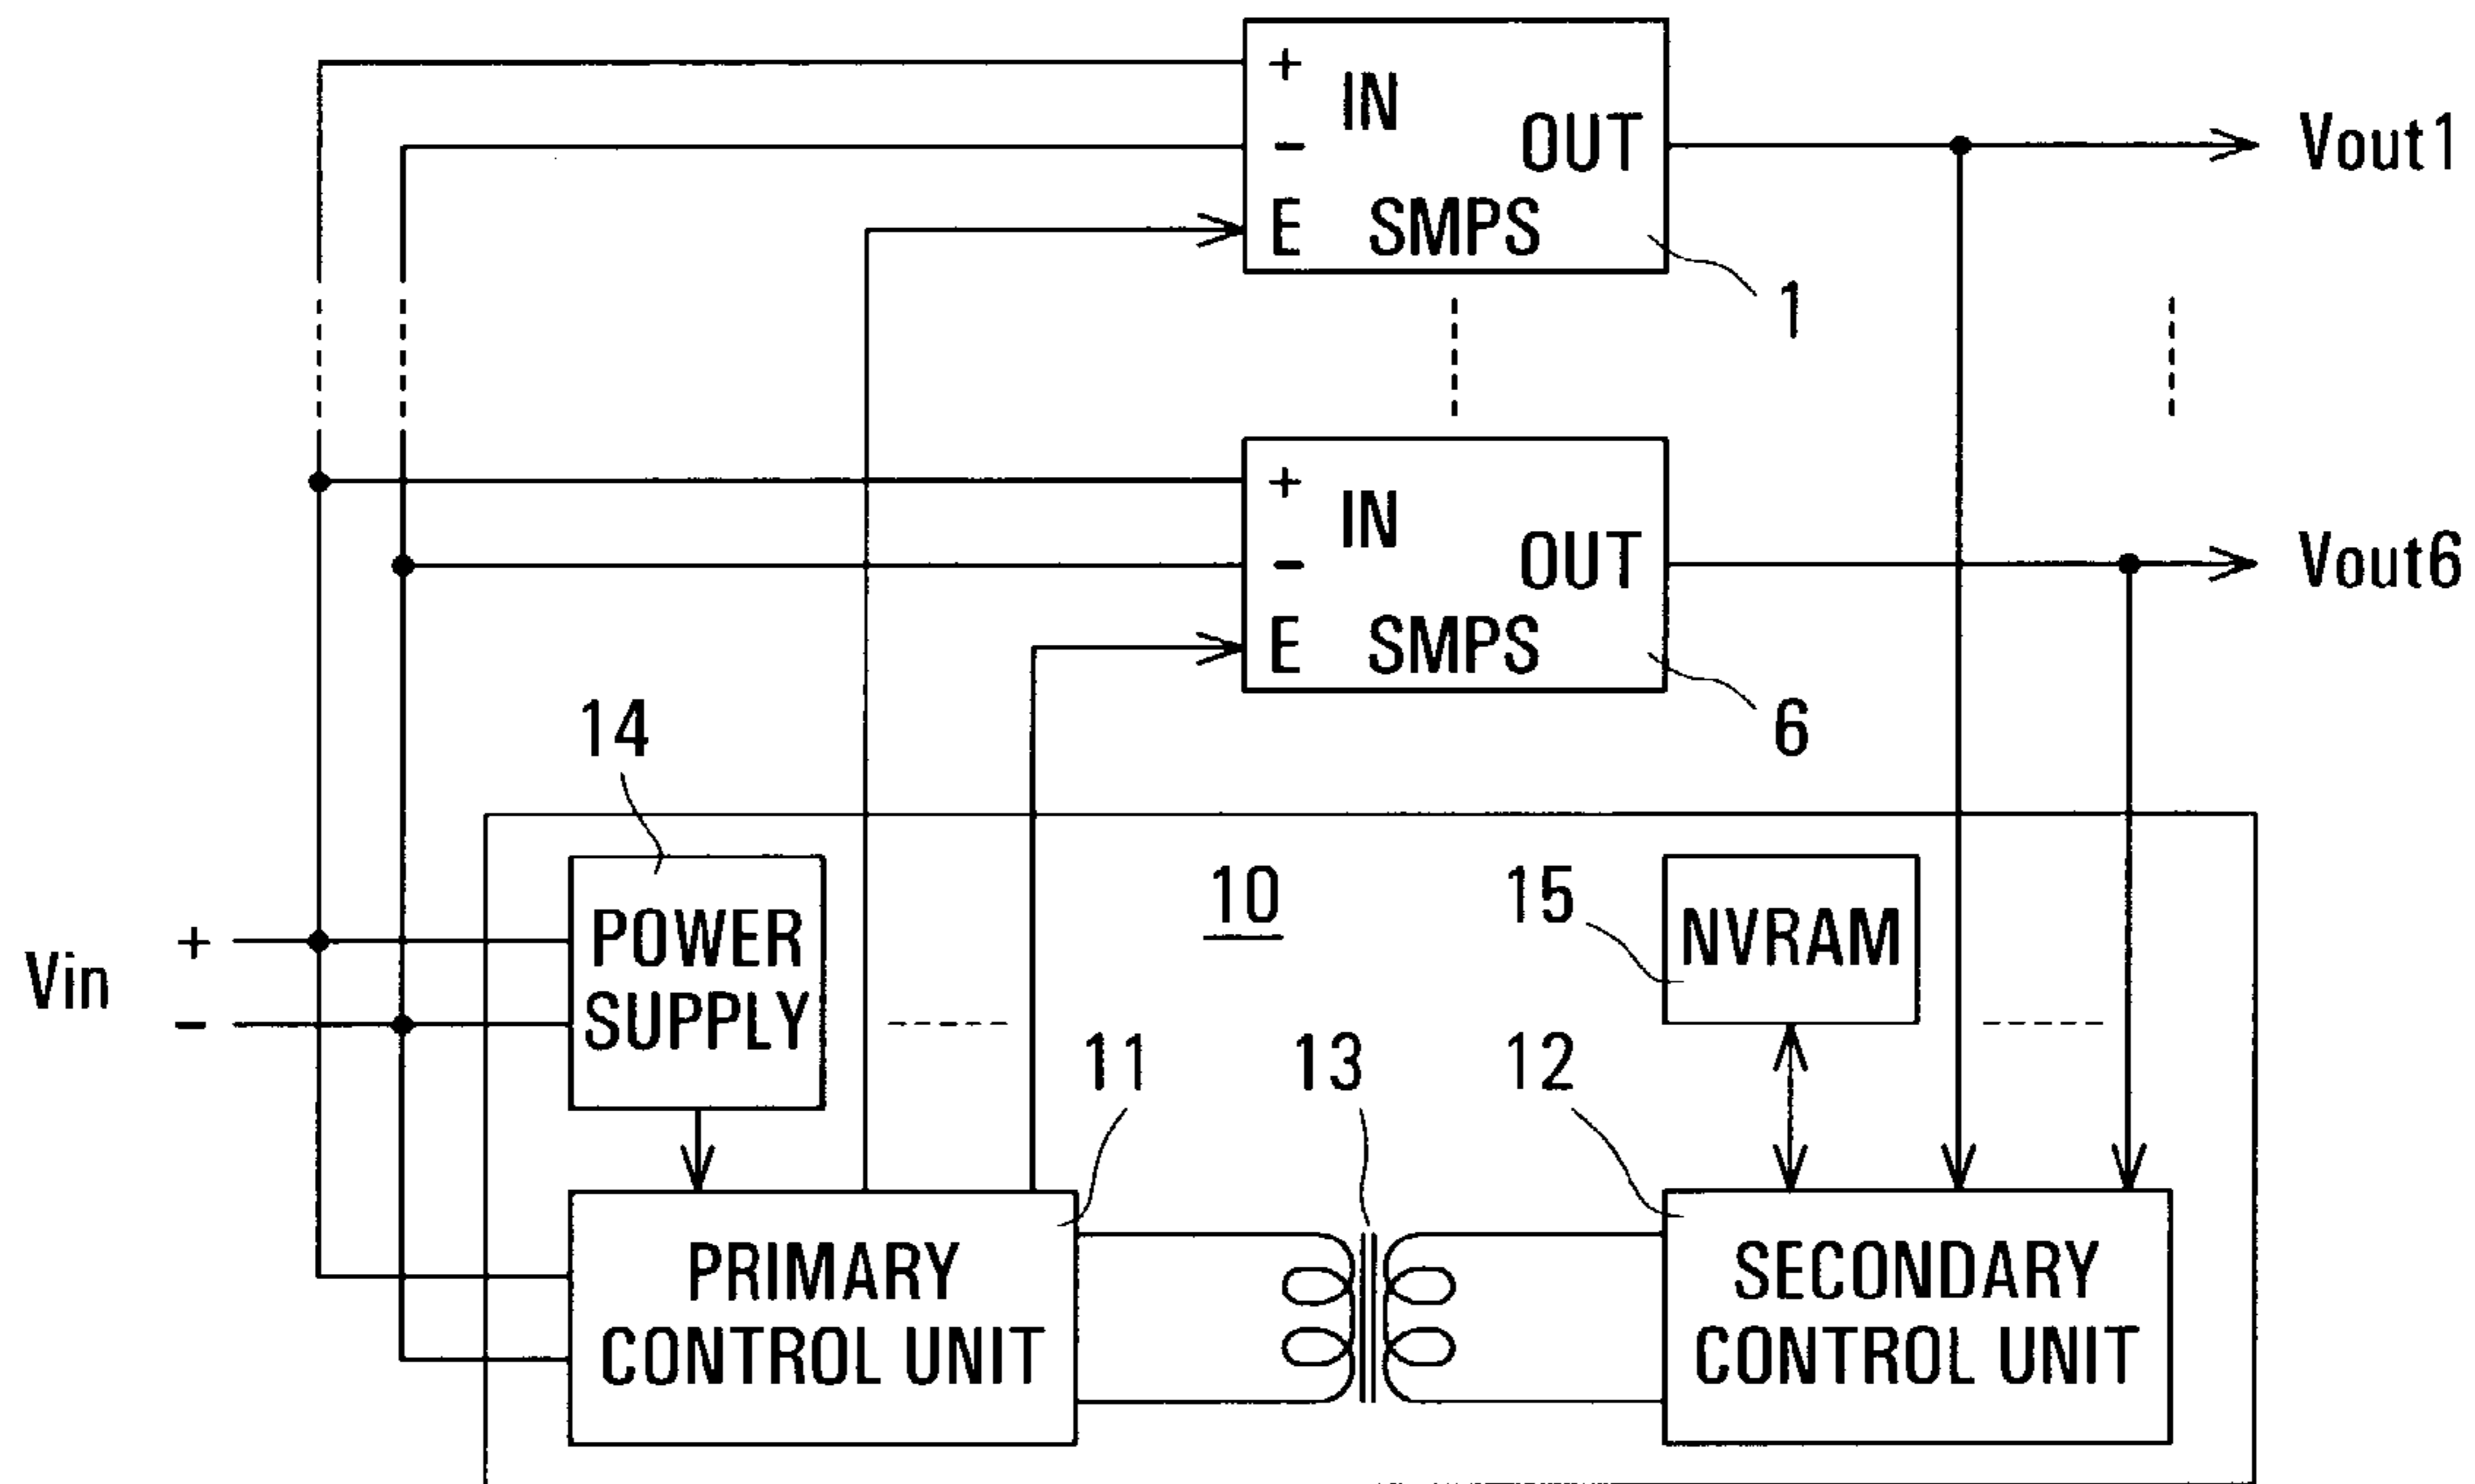 + IN
- OUT
E SMPS
Vout1
1
+ IN
- OUT
E SMPS
Vout6
6
14
10
15
POWER
SUPPLY
NVRAM
Vin
+
-
11
13
12
PRIMARY
CONTROL UNIT
SECONDARY
CONTROL UNIT